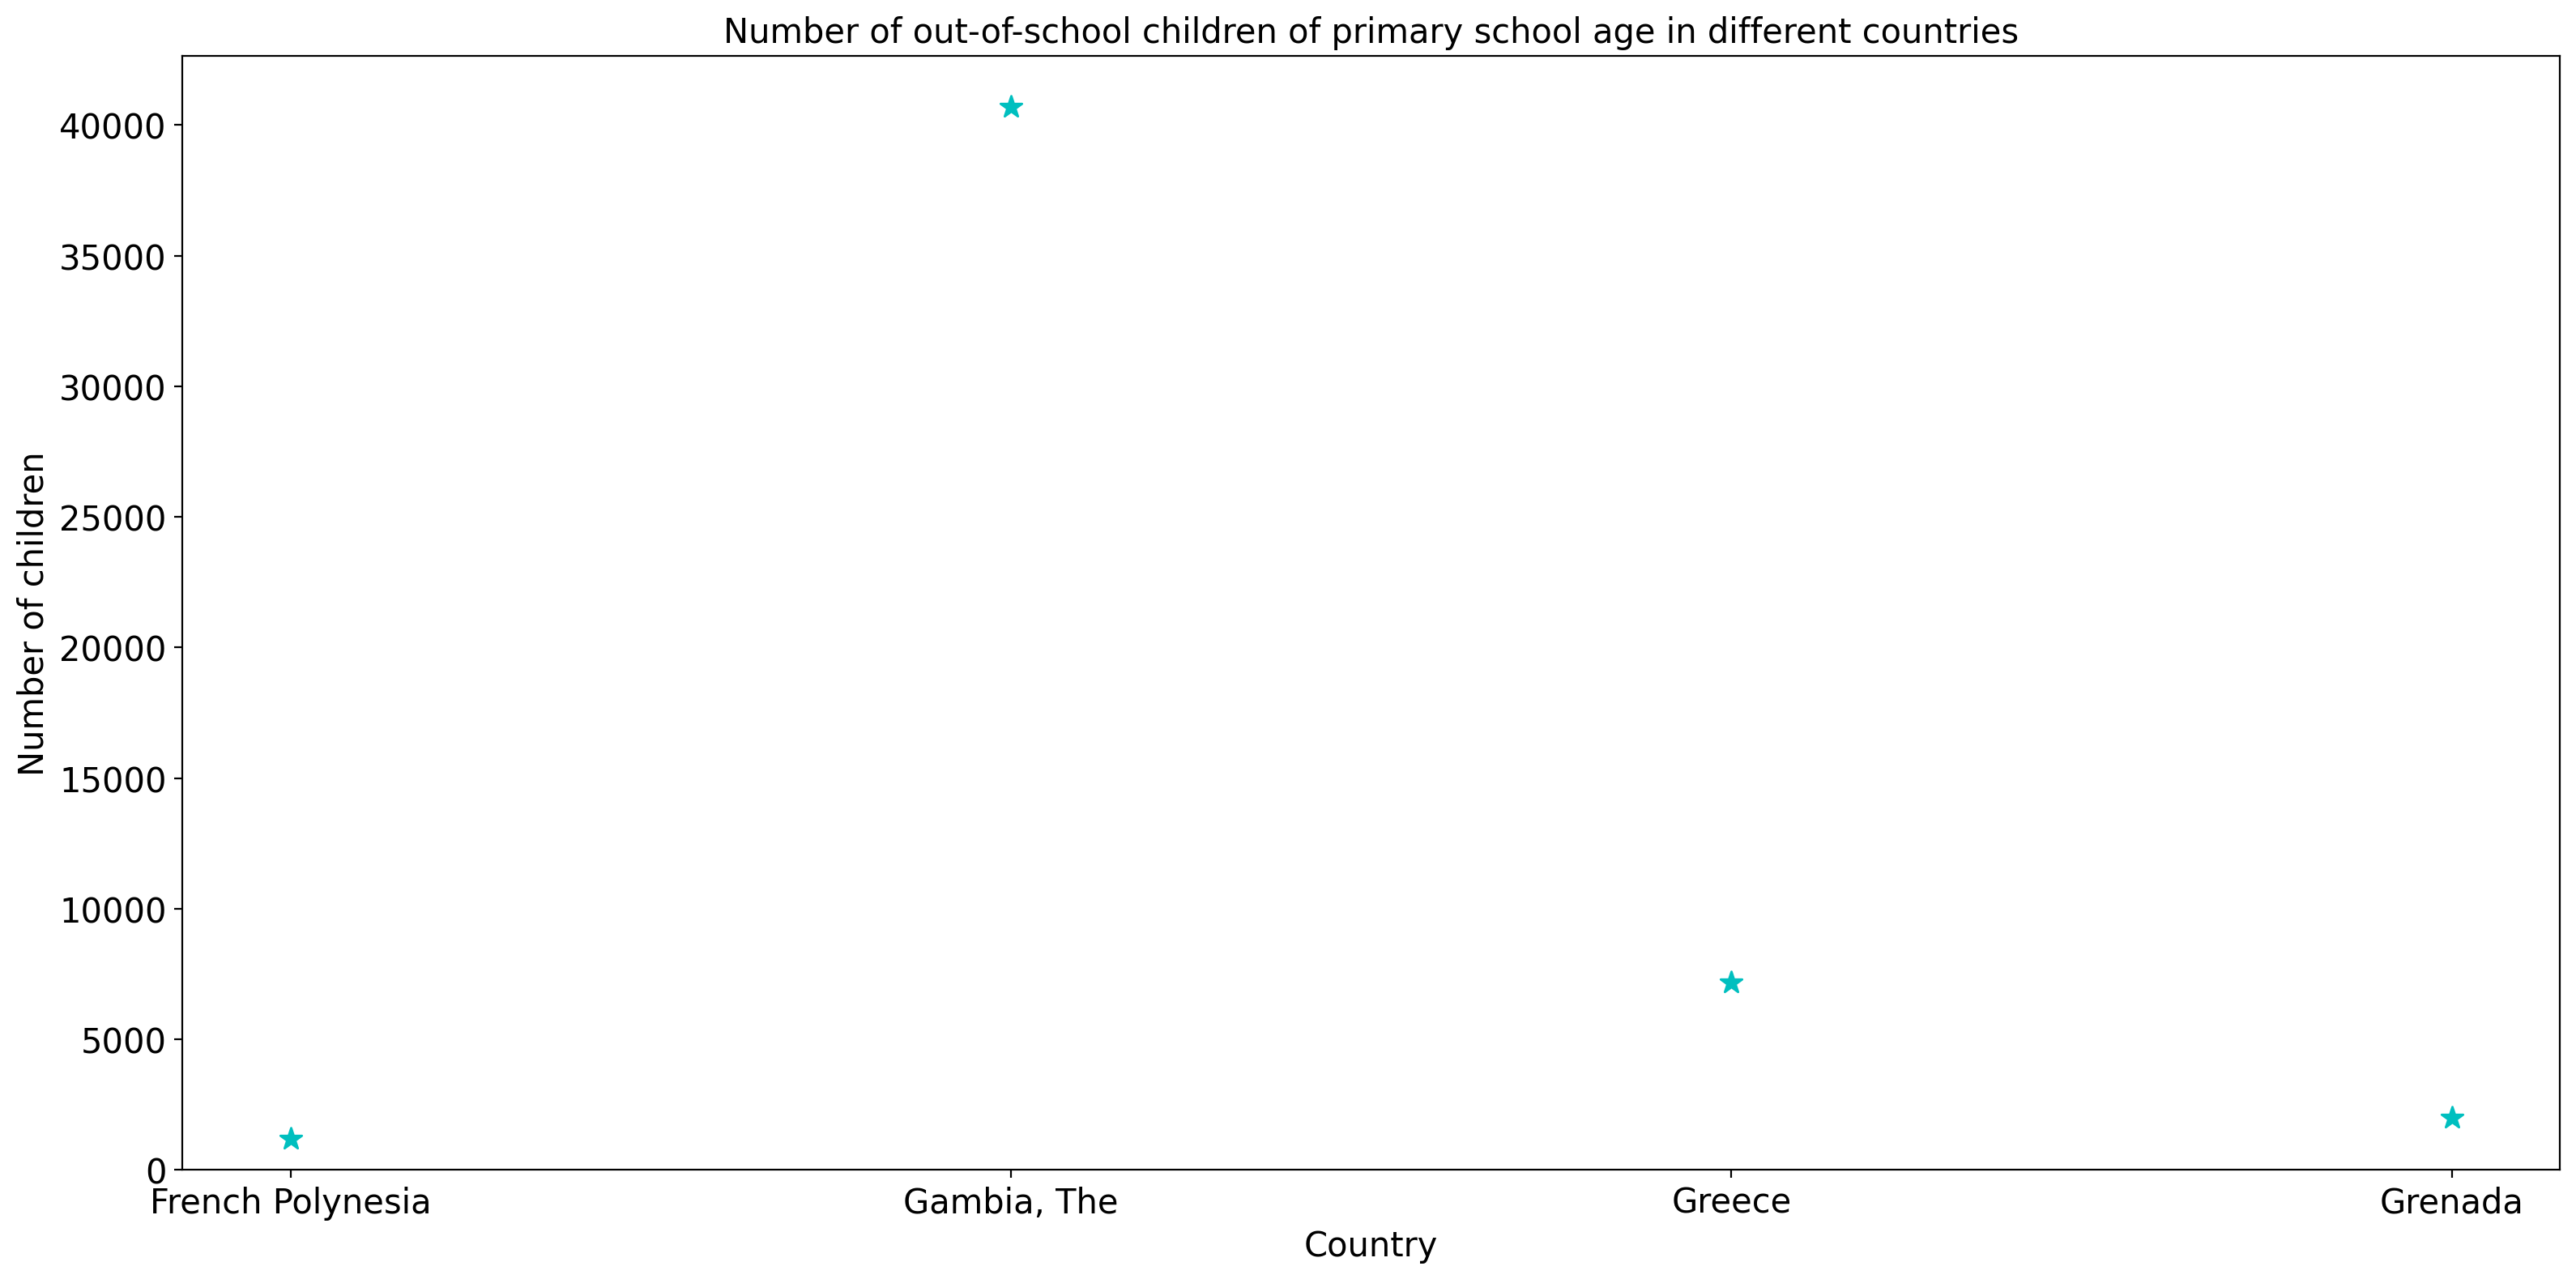 Number of out-of-school children of primary school age in different countries
40000
35000
30000
25000
20000
15000
10000
5000
0
Number of children
French Polynesia
Gambia, The
Greece
Grenada
Country